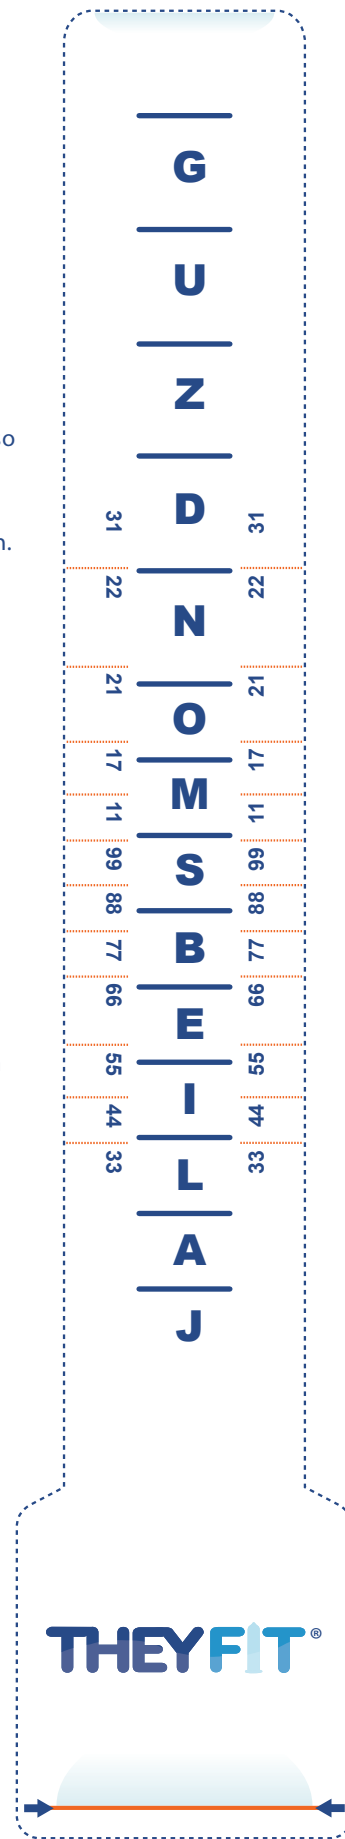 G
U
Z
so
31 D 31
n.
22 N 22
21 O 21
17 M 17
11 11
99 S 99
88 88
77 B 77
66 E 66
55 55
44 I 44
33 L 33
A
J
THEYFIT®